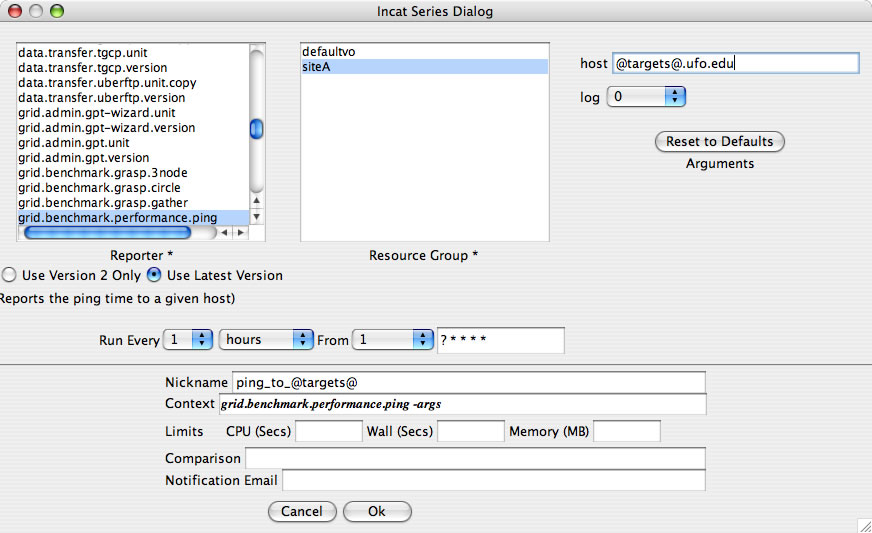 Incat Series Dialog
data.transfer.tgcp.unit
data.transfer.tgcp.version
data.transfer.uberftp.unit.copy
data.transfer.uberftp.version
grid.admin.gpt-wizard.unit
grid.admin.gpt-wizard.version
grid.admin.gpt.unit
grid.admin.gpt.version
grid.benchmark.grasp.3node
grid.benchmark.grasp.circle
grid.benchmark.grasp.gather
grid.benchmark.performance.ping
Reporter *
defaultvo
siteA
Resource Group *
host @targets@.ufo.edu
log 0
Reset to Defaults
Arguments
Use Version 2 Only Use Latest Version
Reports the ping time to a given host)
Run Every 1 hours From 1 ? * * * *
Nickname ping_to_@targets@
Context grid.benchmark.performance.ping -args
Limits CPU (Secs) Wall (Secs) Memory (MB)
Comparison
Notification Email
Cancel Ok